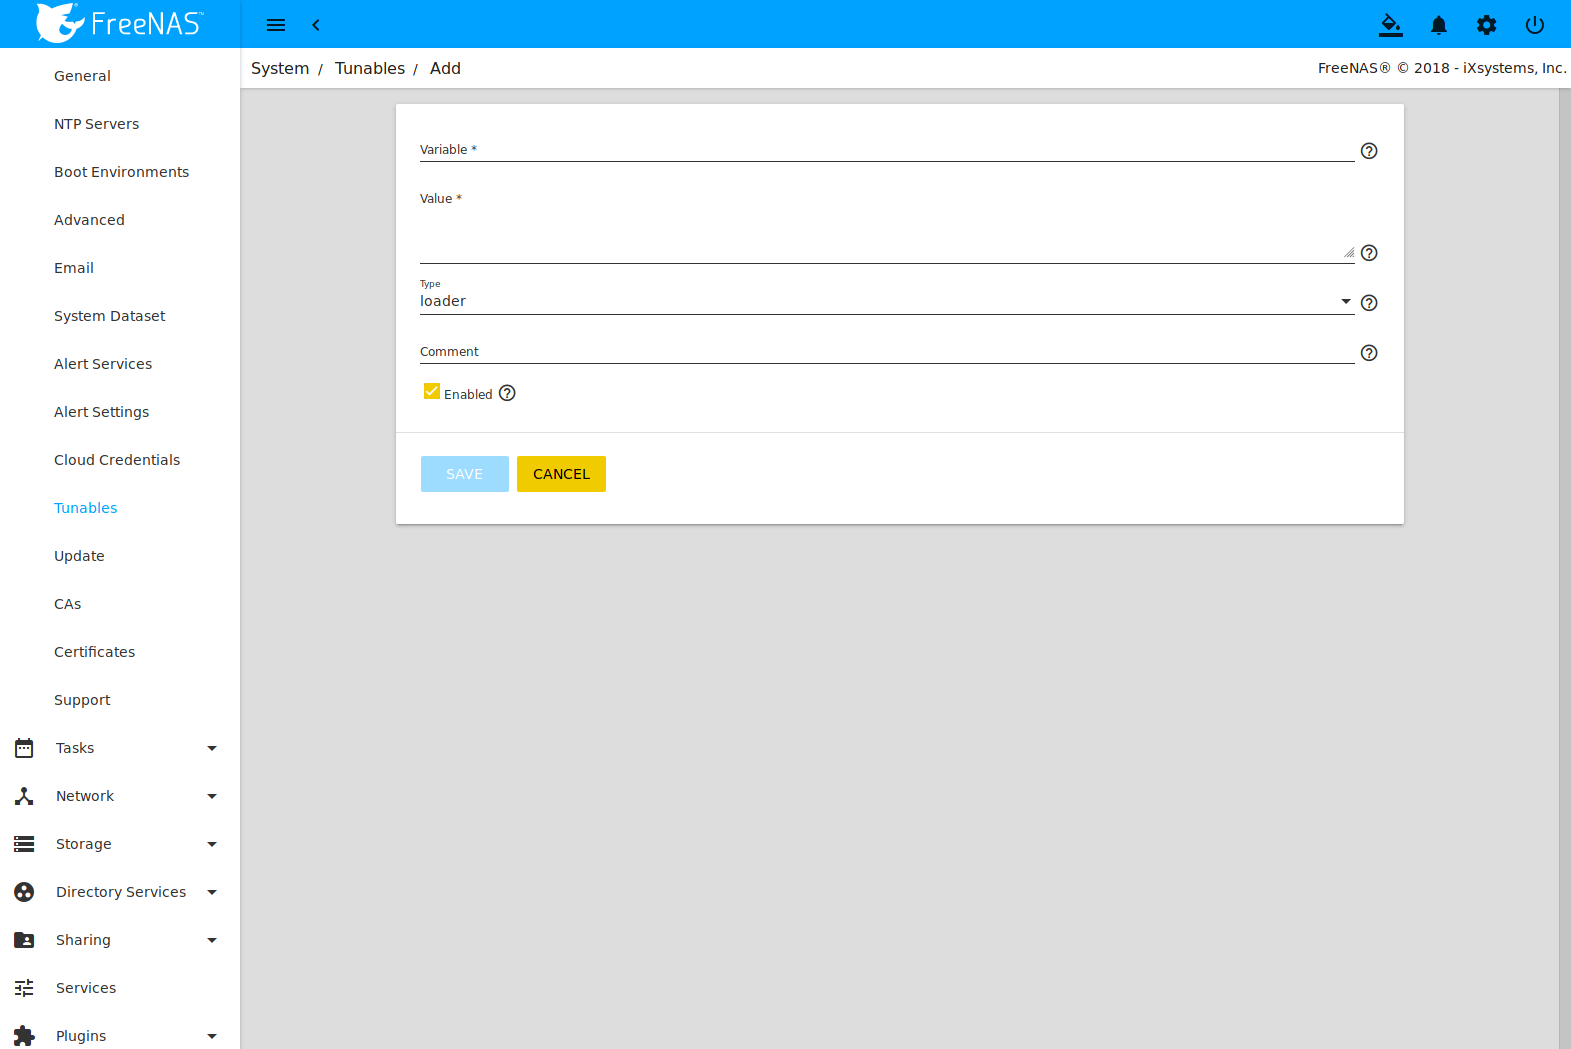 FreeNAS™
System / Tunables / Add
FreeNAS® © 2018 - iXsystems, Inc.
General
NTP Servers
Boot Environments
Advanced
Email
System Dataset
Alert Services
Alert Settings
Cloud Credentials
Tunables
Update
CAs
Certificates
Support
Tasks
Network
Storage
Directory Services
Sharing
Services
Plugins
Variable *
Value *
Type
loader
Comment
Enabled
SAVE CANCEL